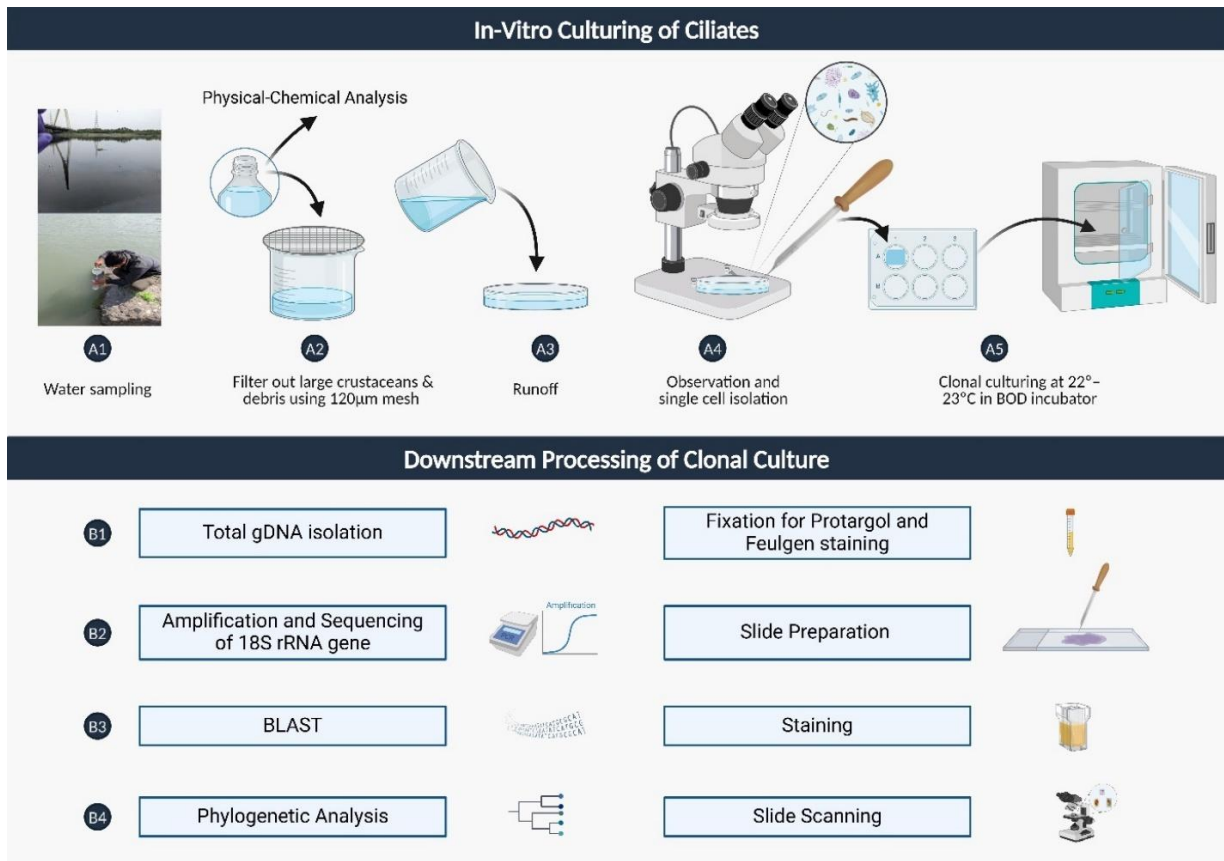 In-Vitro Culturing of Ciliates
Physical-Chemical Analysis
A1
Water sampling
A2
Filter out large crustaceans &
debris using 120µm mesh
A3
Runoff
A4
Observation and
single cell isolation
A5
Clonal culturing at 22°–
23°C in BOD incubator
Downstream Processing of Clonal Culture
B1
Total gDNA isolation
Fixation for Protargol and
Feulgen staining
B2
Amplification and Sequencing
of 18S rRNA gene
Amplification
Slide Preparation
B3
BLAST
Staining
B4
Phylogenetic Analysis
Slide Scanning